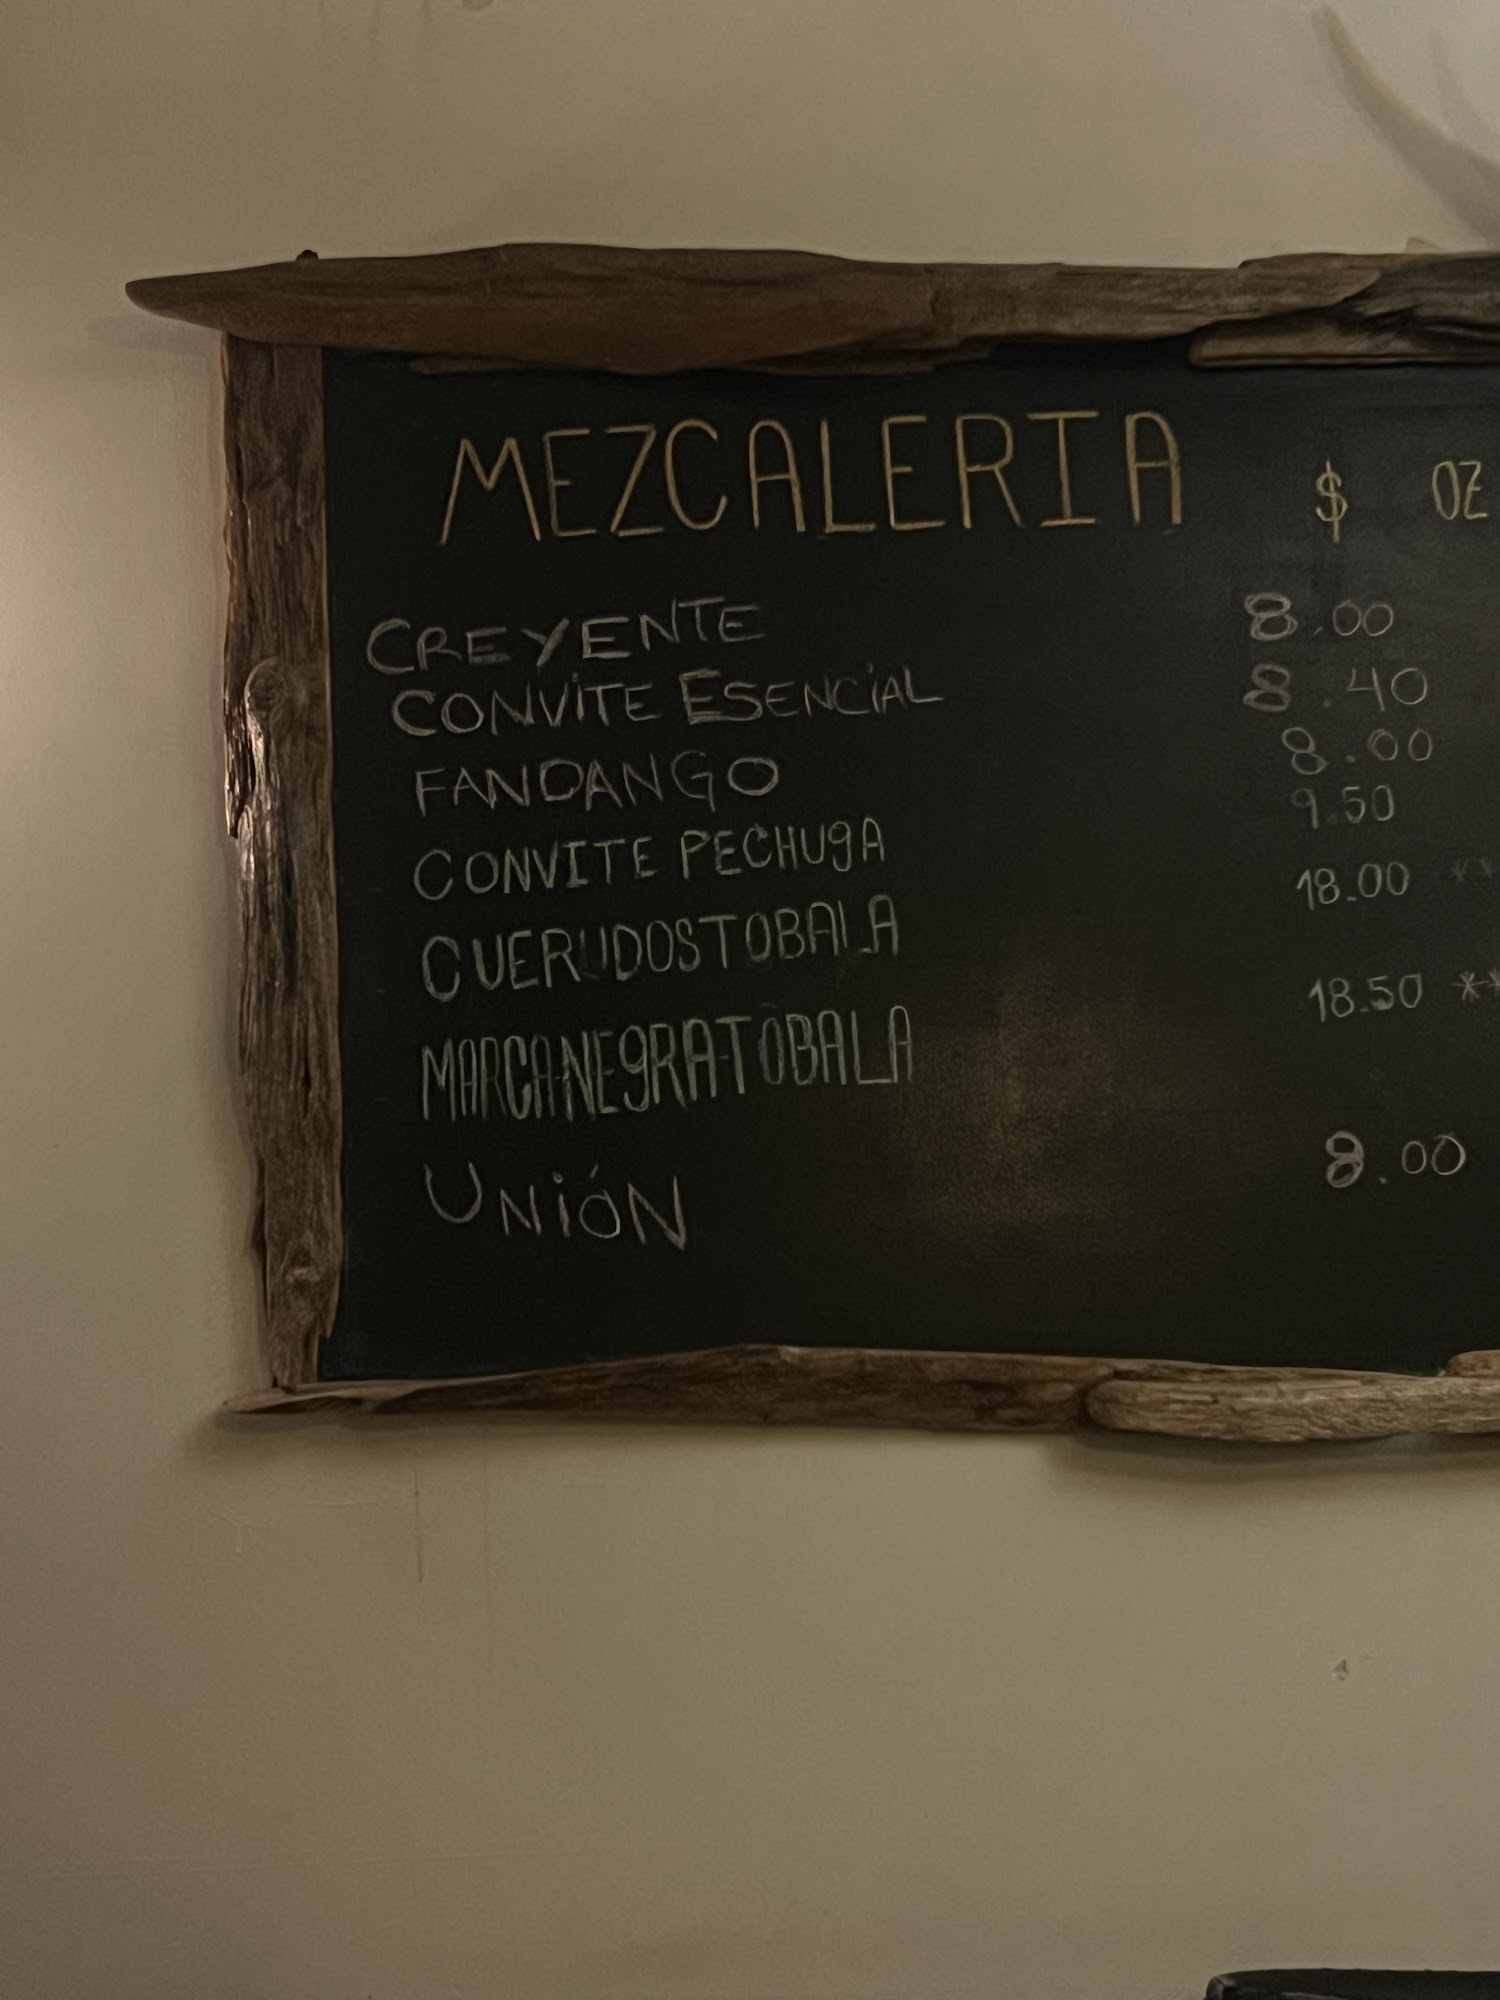 MEZCALERIA $ OZ
CREYENTE 8.00
CONVITE ESENCIAL 8.40
FANDANGO 8.00
CONVITE PECHUGA 9.50
CUERUDOSTOBALA 18.00 **
MARCANEGRATOBALA 18.50 **
UNIÓN 8.00